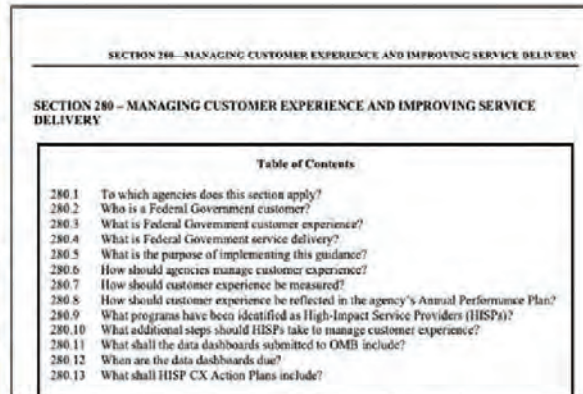 SECTION 280—MANAGING CUSTOMER EXPERIENCE AND IMPROVING SERVICE DELIVERY
SECTION 280 – MANAGING CUSTOMER EXPERIENCE AND IMPROVING SERVICE
DELIVERY
Table of Contents
280.1 To which agencies does this section apply?
280.2 Who is a Federal Government customer?
280.3 What is Federal Government customer experience?
280.4 What is Federal Government service delivery?
280.5 What is the purpose of implementing this guidance?
280.6 How should agencies manage customer experience?
280.7 How should customer experience be measured?
280.8 How should customer experience be reflected in the agency's Annual Performance Plan?
280.9 What programs have been identified as High-Impact Service Providers (HISPs)?
280.10 What additional steps should HISPs take to manage customer experience?
280.11 What shall the data dashboards submitted to OMB include?
280.12 When are the data dashboards due?
280.13 What shall HISP CX Action Plans include?